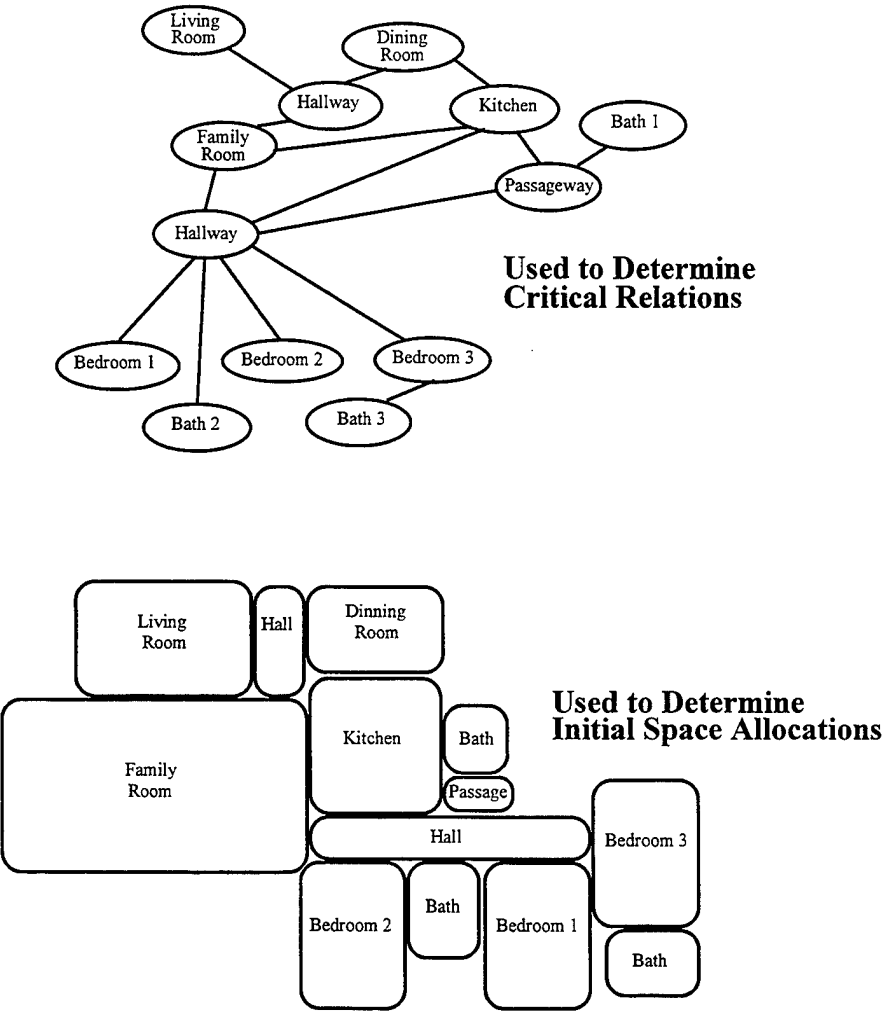 Living
Room
Dining
Room
Hallway
Kitchen
Bath 1
Family
Room
Passageway
Hallway
Used to Determine
Critical Relations
Bedroom 1
Bedroom 2
Bedroom 3
Bath 2
Bath 3
Living
Room
Hall
Dinning
Room
Used to Determine
Initial Space Allocations
Kitchen
Bath
Family
Room
Passage
Hall
Bedroom 3
Bedroom 2
Bath
Bedroom 1
Bath